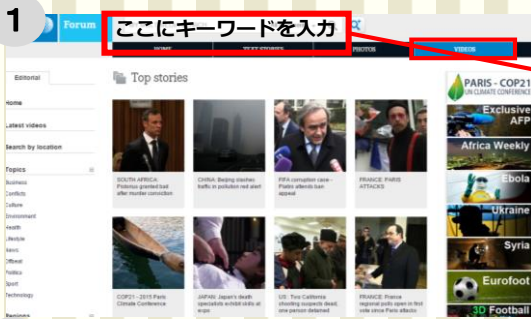 1
Forum
ここにキーワードを入力
HOME
TEXT STORIES
PHOTOS
VIDEOS
Editorial
Home
Latest videos
Search by location
Topics
Business
Conflicts
Culture
Environment
Health
Lifestyle
News
Offbeat
Politics
Sport
Technology
Regions
Top stories
SOUTH AFRICA:
Pistorius granted bail
after murder conviction
CHINA: Beijing slashes
traffic in pollution red alert
FIFA corruption case -
Platini attends ban
appeal
FRANCE: PARIS
ATTACKS
COP21 - 2015 Paris
Climate Conference
JAPAN: Japan's death
specialists exhibit skills at
expo
US : Two California
shooting suspects dead,
one person detained
FRANCE: France
regional polls open in first
vote since Paris attacks
PARIS - COP21
UN CLIMATE CONFERENCE
Exclusive
AFP
Africa Weekly
Ebola
Ukraine
Syria
Eurofoot
3D Football